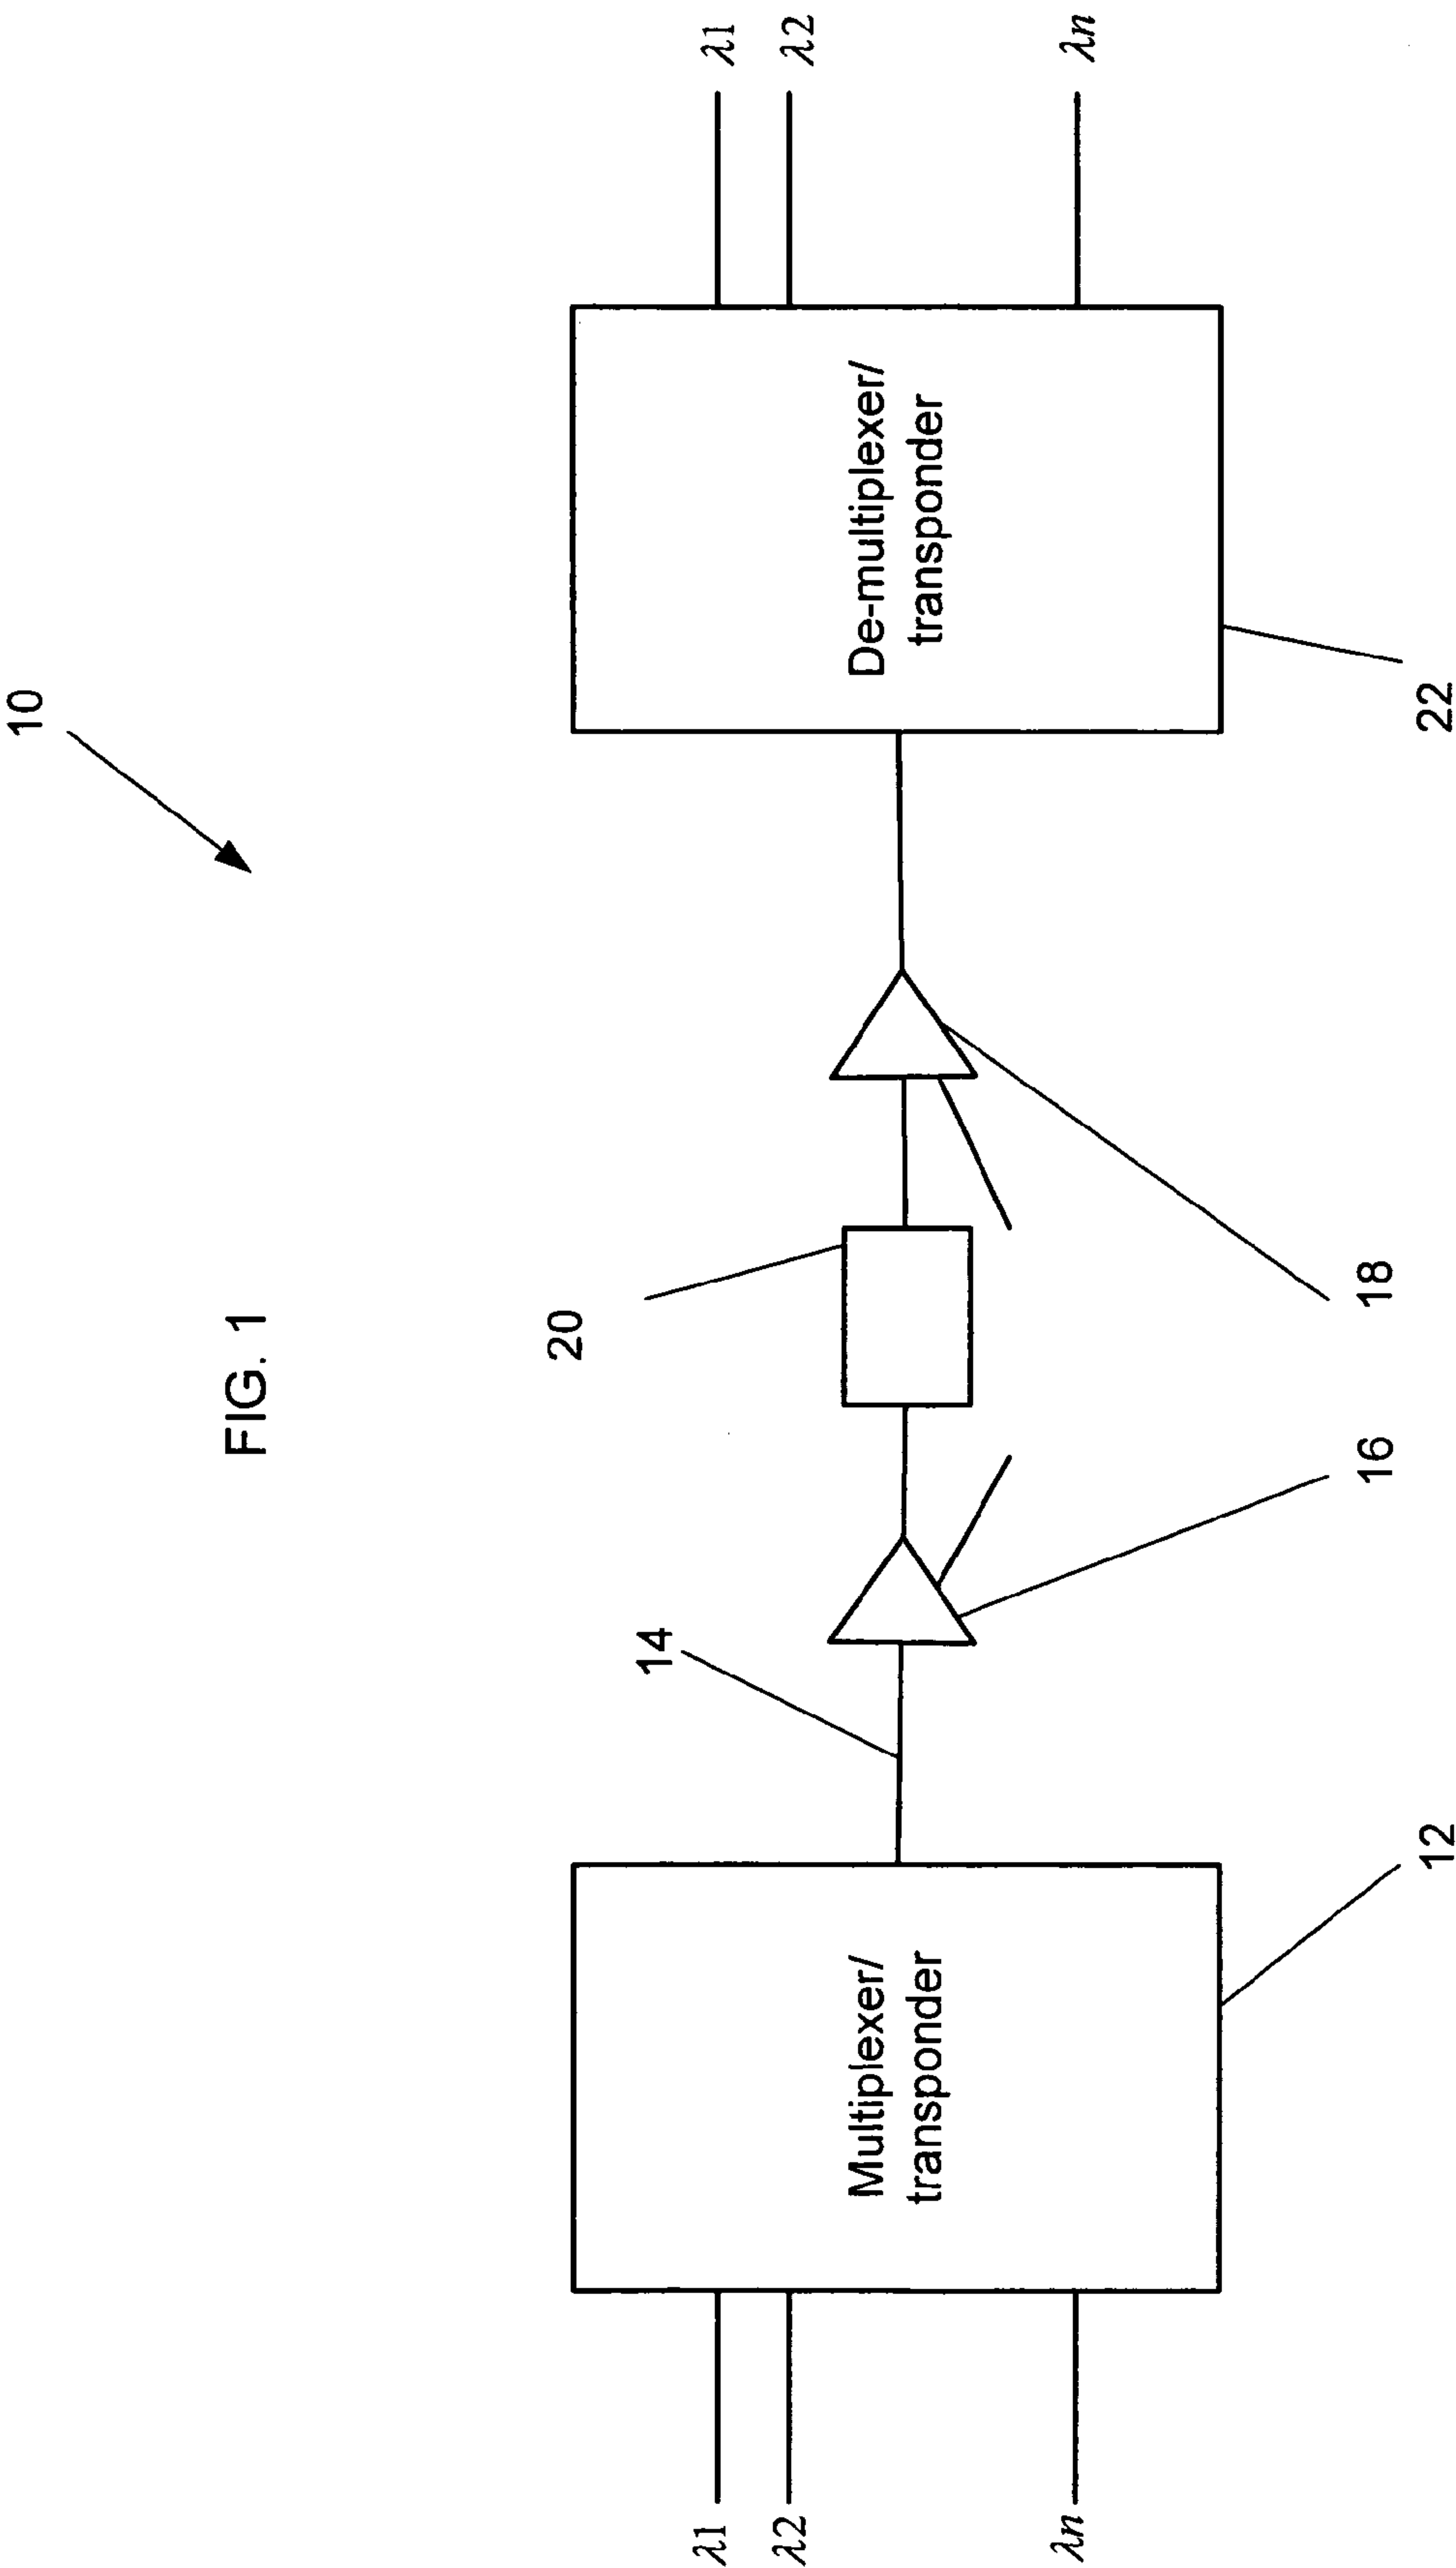 FIG. 1
10
λ1
λ2
λn
Multiplexer/
transponder
12
14
16
20
18
De-multiplexer/
transponder
22
λ1
λ2
λn